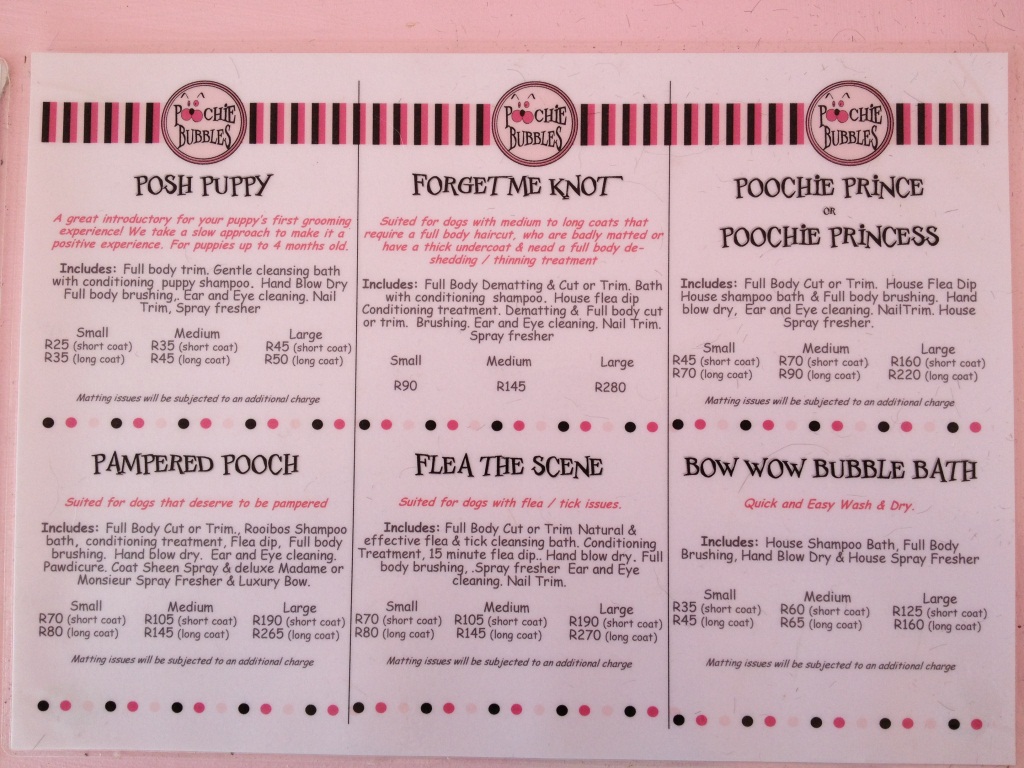 POOCHiE
BUBBLES
POSH PUPPY
A great introductory for your puppy's first grooming
experience! We take a slow approach to make it a
positive experience. For puppies up to 4 months old.
Includes: Full body trim. Gentle cleansing bath
with conditioning puppy shampoo. Hand Blow Dry
Full body brushing,. Ear and Eye cleaning. Nail
Trim, Spray fresher
Small Medium Large
R25 (short coat) R35 (short coat) R45 (short coat)
R35 (long coat) R45 (long coat) R50 (long coat)
Matting issues will be subjected to an additional charge
POOCHiE
BUBBLES
FORGET ME KNOT
Suited for dogs with medium to long coats that
require a full body haircut, who are badly matted or
have a thick undercoat & nead a full body de-
shedding / thinning treatment
Includes: Full Body Dematting & Cut or Trim. Bath
with conditioning shampoo. House flea dip
Conditioning treatment. Dematting & Full body cut
or trim. Brushing. Ear and Eye cleaning. Nail Trim.
Spray fresher
Small Medium Large
R90 R145 R280
POOCHiE
BUBBLES
POOCHiE PRiNCE
OR
POOCHiE PRiNCESS
Includes: Full Body Cut or Trim. House Flea Dip
House shampoo bath & Full body brushing. Hand
blow dry, Ear and Eye cleaning. NailTrim. House
Spray fresher.
Small Medium Large
R45 (short coat) R70 (short coat) R160 (short coat)
R70 (long coat) R90 (long coat) R220 (long coat)
Matting issues will be subjected to an additional charge
PAMPERED POOCH
Suited for dogs that deserve to be pampered
Includes: Full Body Cut or Trim., Rooibos Shampoo
bath, conditioning treatment, Flea dip, Full body
brushing. Hand blow dry. Ear and Eye cleaning.
Pawdicure. Coat Sheen Spray & deluxe Madame or
Monsieur Spray Fresher & Luxury Bow.
Small Medium Large
R70 (short coat) R105 (short coat) R190 (short coat)
R80 (long coat) R145 (long coat) R265 (long coat)
Matting issues will be subjected to an additional charge
FLEA THE SCENE
Suited for dogs with flea / tick issues.
Includes: Full Body Cut or Trim Natural &
effective flea & tick cleansing bath. Conditioning
Treatment, 15 minute flea dip.. Hand blow dry. Full
body brushing, .Spray fresher Ear and Eye
cleaning. Nail Trim.
Small Medium Large
R70 (short coat) R105 (short coat) R190 (short coat)
R80 (long coat) R145 (long coat) R270 (long coat)
Matting issues will be subjected to an additional charge
BOW WOW BUBBLE BATH
Quick and Easy Wash & Dry.
Includes: House Shampoo Bath, Full Body
Brushing, Hand Blow Dry & House Spray Fresher
Small Medium Large
R35 (short coat) R60 (short coat) R125 (short coat)
R45 (long coat) R65 (long coat) R160 (long coat)
Matting issues will be subjected to an additional charge